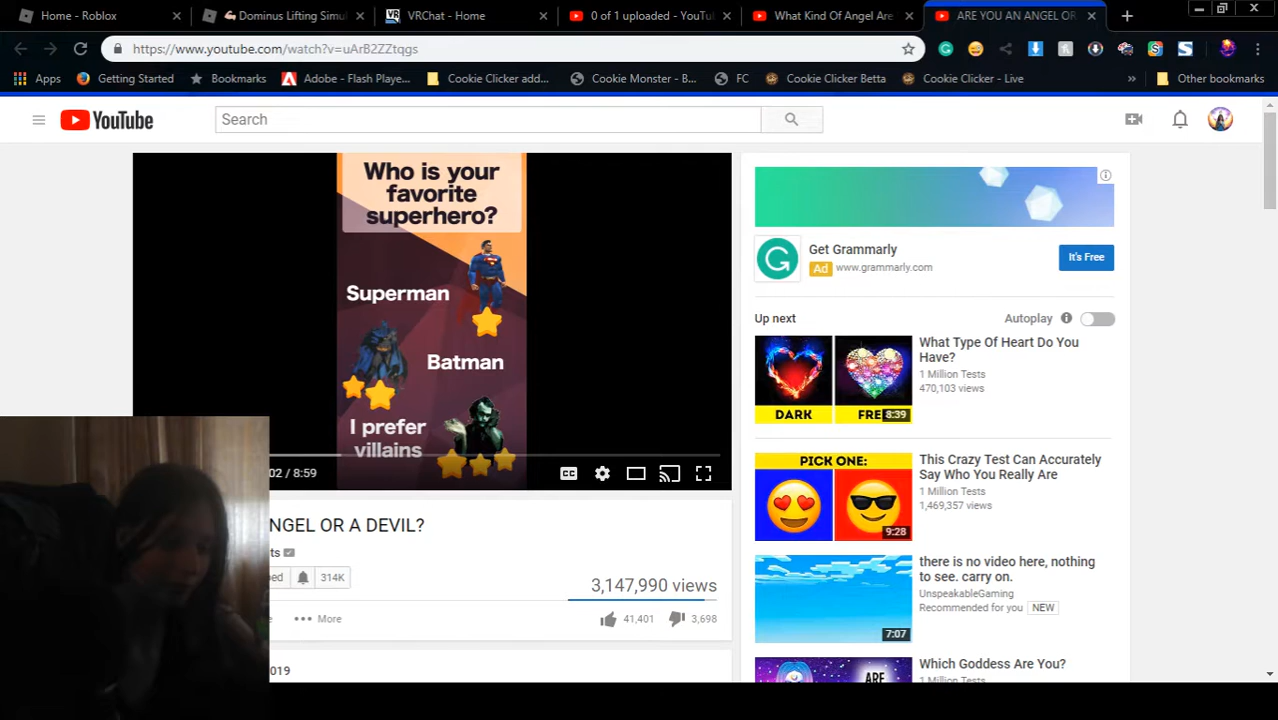 Home - Roblox
Dominus Lifting Simu
VRChat - Home
0 of 1 uploaded - YouTu
What Kind Of Angel Are
ARE YOU AN ANGEL OR
https://www.youtube.com/watch?v=uArB2ZZtqgs
Apps
Getting Started
Bookmarks
Adobe - Flash Playe...
Cookie Clicker add...
Cookie Monster - B...
FC
Cookie Clicker Betta
Cookie Clicker - Live
»
Other bookmarks
YouTube
Search
Who is your
favorite
superhero?
Superman
Batman
I prefer
villains
02 / 8:59
CC
NGEL OR A DEVIL?
ts
ed
314K
3,147,990 views
e
More
41,401
3,698
019
Get Grammarly
Ad www.grammarly.com
It's Free
Up next
Autoplay
What Type Of Heart Do You
Have?
1 Million Tests
470,103 views
DARK
FRE
8:39
PICK ONE:
9:28
This Crazy Test Can Accurately
Say Who You Really Are
1 Million Tests
1,469,357 views
there is no video here, nothing
to see. carry on.
UnspeakableGaming
Recommended for you NEW
7:07
Which Goddess Are You?
1 Million Tests
ARE